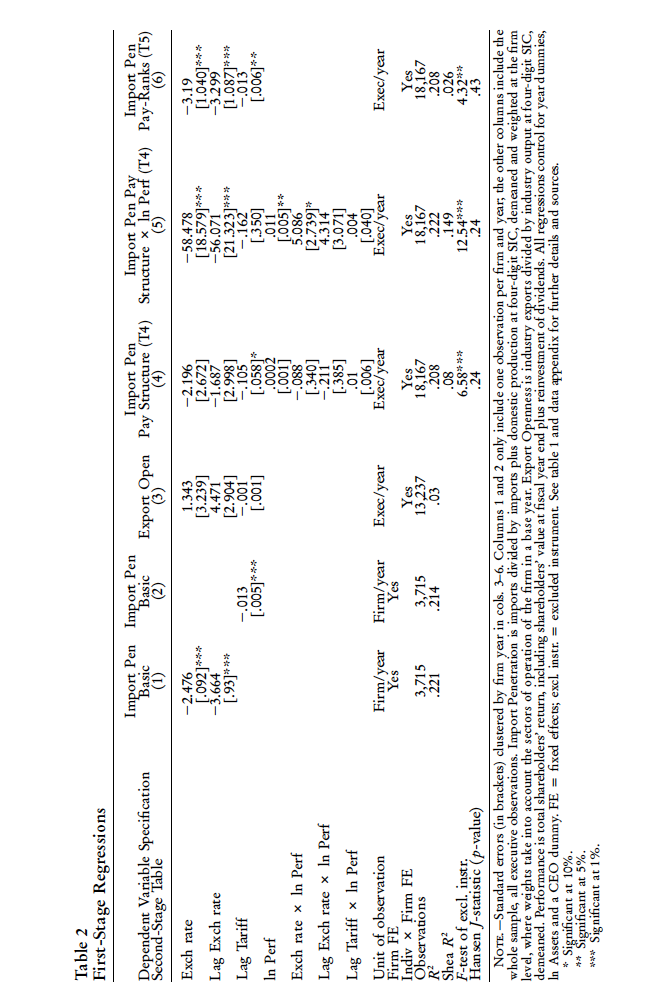 Table 2
First-Stage Regressions
Dependent Variable Specification Import Pen Basic Import Pen Basic Export Open Import Pen Pay Structure (T4) Import Pen Pay Structure × ln Perf (T4) Import Pen Pay-Ranks (T5)
Second-Stage Table (1) (2) (3) (4) (5) (6)
Exch rate −2.476 1.343 −2.196 −58.478 −3.19
[.092]*** [3.239] [2.672] [18.579]*** [1.040]***
Lag Exch rate −3.664 4.471 −1.687 −56.071 −3.299
[.93]*** [2.904] [2.998] [21.323]*** [1.087]***
Lag Tariff −.013 −.001 −.105 −.162 −.013
[.005]*** [.001] [.058]* [.350] [.006]**
ln Perf .0002 .011
[.001] [.005]**
Exch rate × ln Perf −.088 5.086
[.340] [2.739]*
Lag Exch rate × ln Perf −.211 4.314
[.385] [3.071]
Lag Tariff × ln Perf .01 .004
[.006] [.040]
Unit of observation Firm/year Firm/year Exec/year Exec/year Exec/year Exec/year
Firm FE Yes Yes
Indiv × Firm FE Yes Yes Yes Yes
Observations 3,715 3,715 13,237 18,167 18,167 18,167
R² .221 .214 .03 .208 .222 .208
Shea R² .08 .149 .026
F-test of excl. instr. 6.58*** 12.54*** 4.32**
Hansen J-statistic (p-value) .24 .24 .43
NOTE.—Standard errors (in brackets) clustered by firm year in cols. 3–6. Columns 1 and 2 only include one observation per firm and year, the other columns include the
whole sample, all executive observations. Import Penetration is imports divided by imports plus domestic production at four-digit SIC, demeaned and weighted at the firm
level, where weights take into account the sectors of operation of the firm in a base year. Export Openness is industry exports divided by industry output at four-digit SIC,
demeaned. Performance is total shareholders' return, including shareholders' value at fiscal year end plus reinvestment of dividends. All regressions control for year dummies,
ln Assets and a CEO dummy. FE = fixed effects; excl. instr. = excluded instrument. See table 1 and data appendix for further details and sources.
* Significant at 10%.
** Significant at 5%.
*** Significant at 1%.